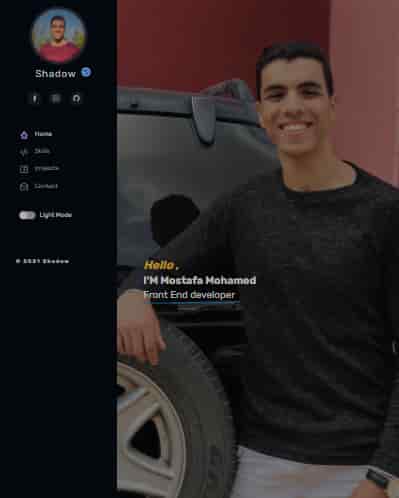 Shadow
Home
Skills
Projects
Contact
Light Mode
© 2021 Shadow
Hello ,
I'M Mostafa Mohamed
Front End developer